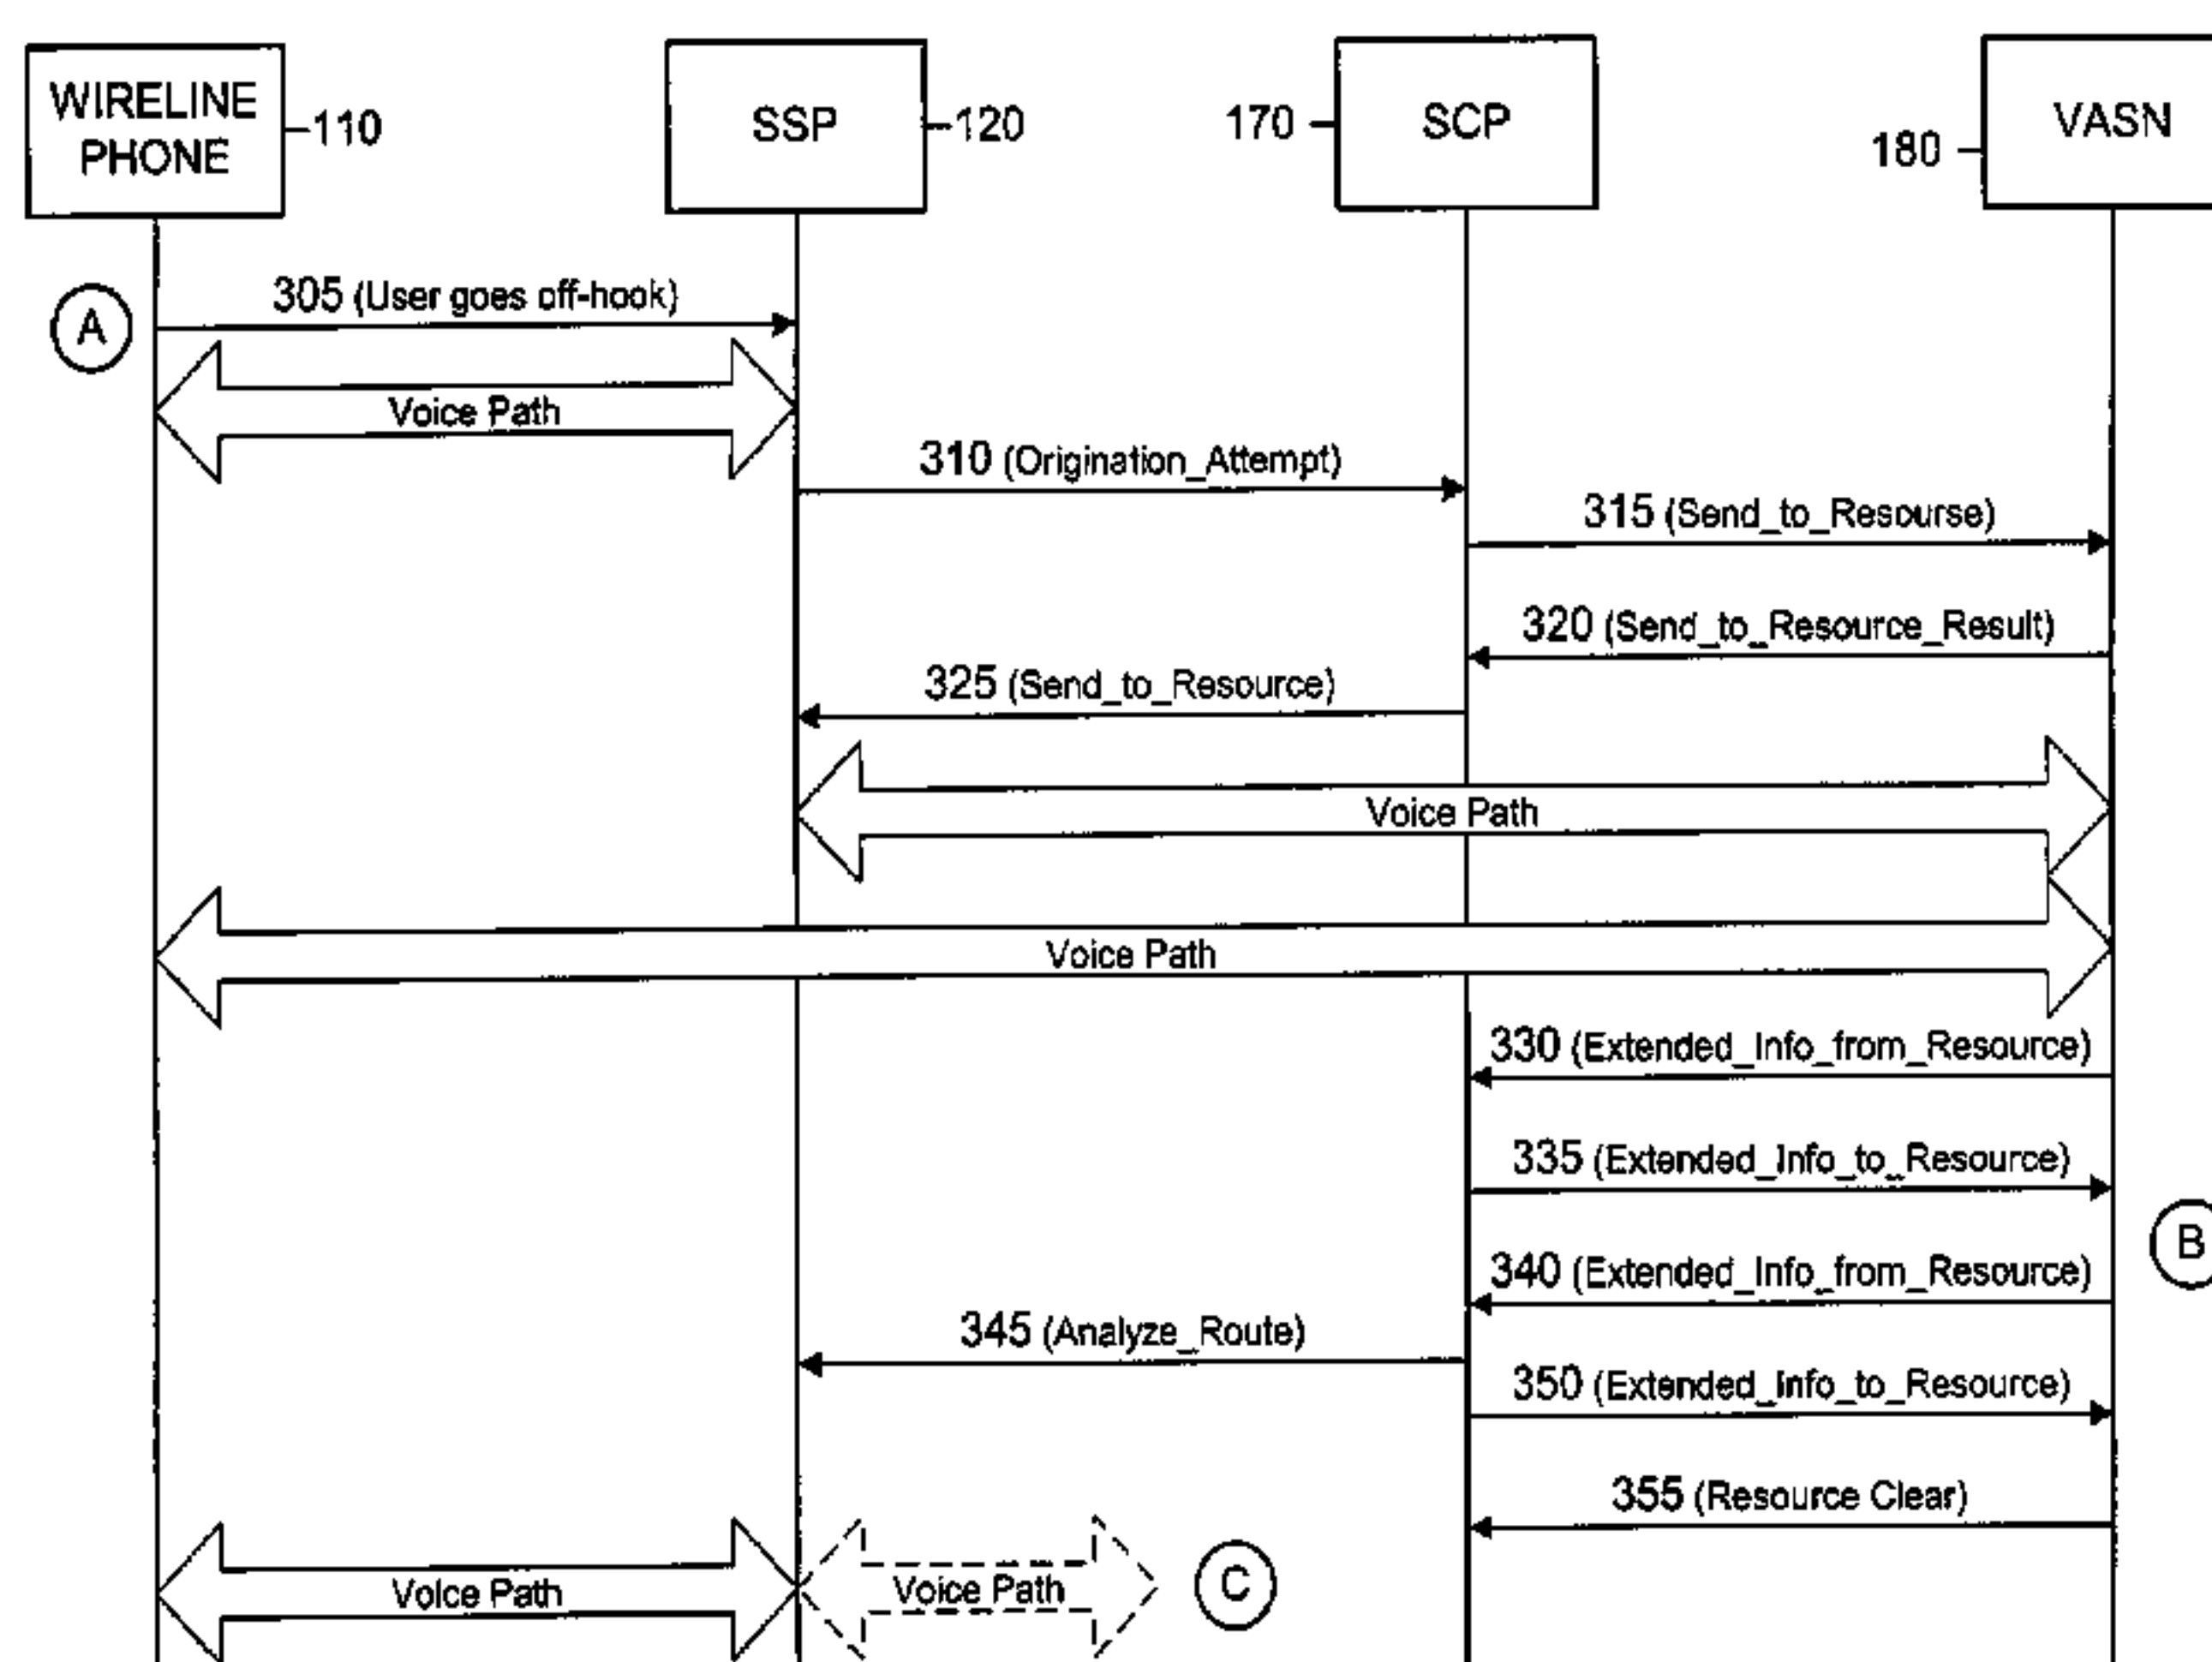 WIRELINE
PHONE
110
SSP
120
170
SCP
180
VASN
305 (User goes off-hook)
A
Voice Path
310 (Origination_Attempt)
315 (Send_to_Resourse)
320 (Send_to_Resource_Result)
325 (Send_to_Resource)
Voice Path
Voice Path
330 (Extended_Info_from_Resource)
335 (Extended_Info_to_Resource)
B
340 (Extended_Info_from_Resource)
345 (Analyze_Route)
350 (Extended_Info_to_Resource)
355 (Resource Clear)
Voice Path
Voice Path
C